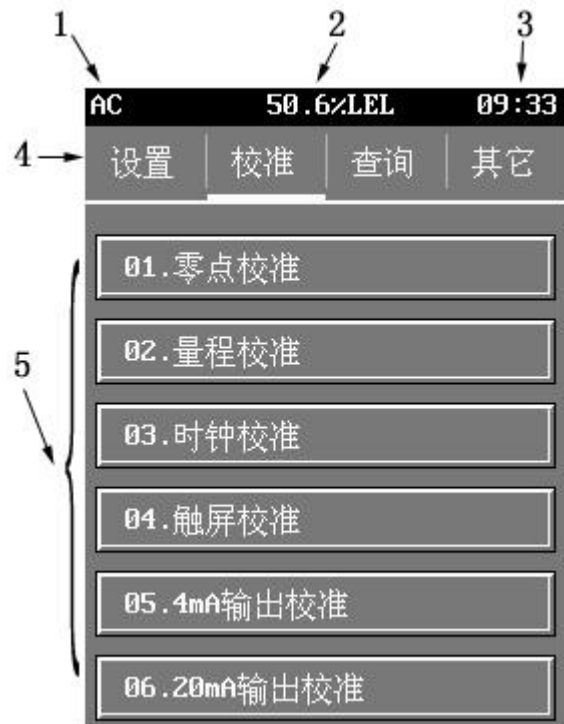 1 2 3
AC 50.6%LEL 09:33
4 设置 校准 查询 其它
01.零点校准
02.量程校准
5
03.时钟校准
04.触屏校准
05.4mA输出校准
06.20mA输出校准